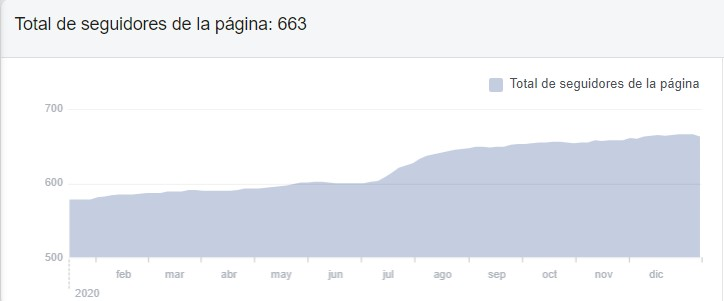 Total de seguidores de la página: 663
Total de seguidores de la página
700
600
500
feb mar abr may jun jul ago sep oct nov dic
2020